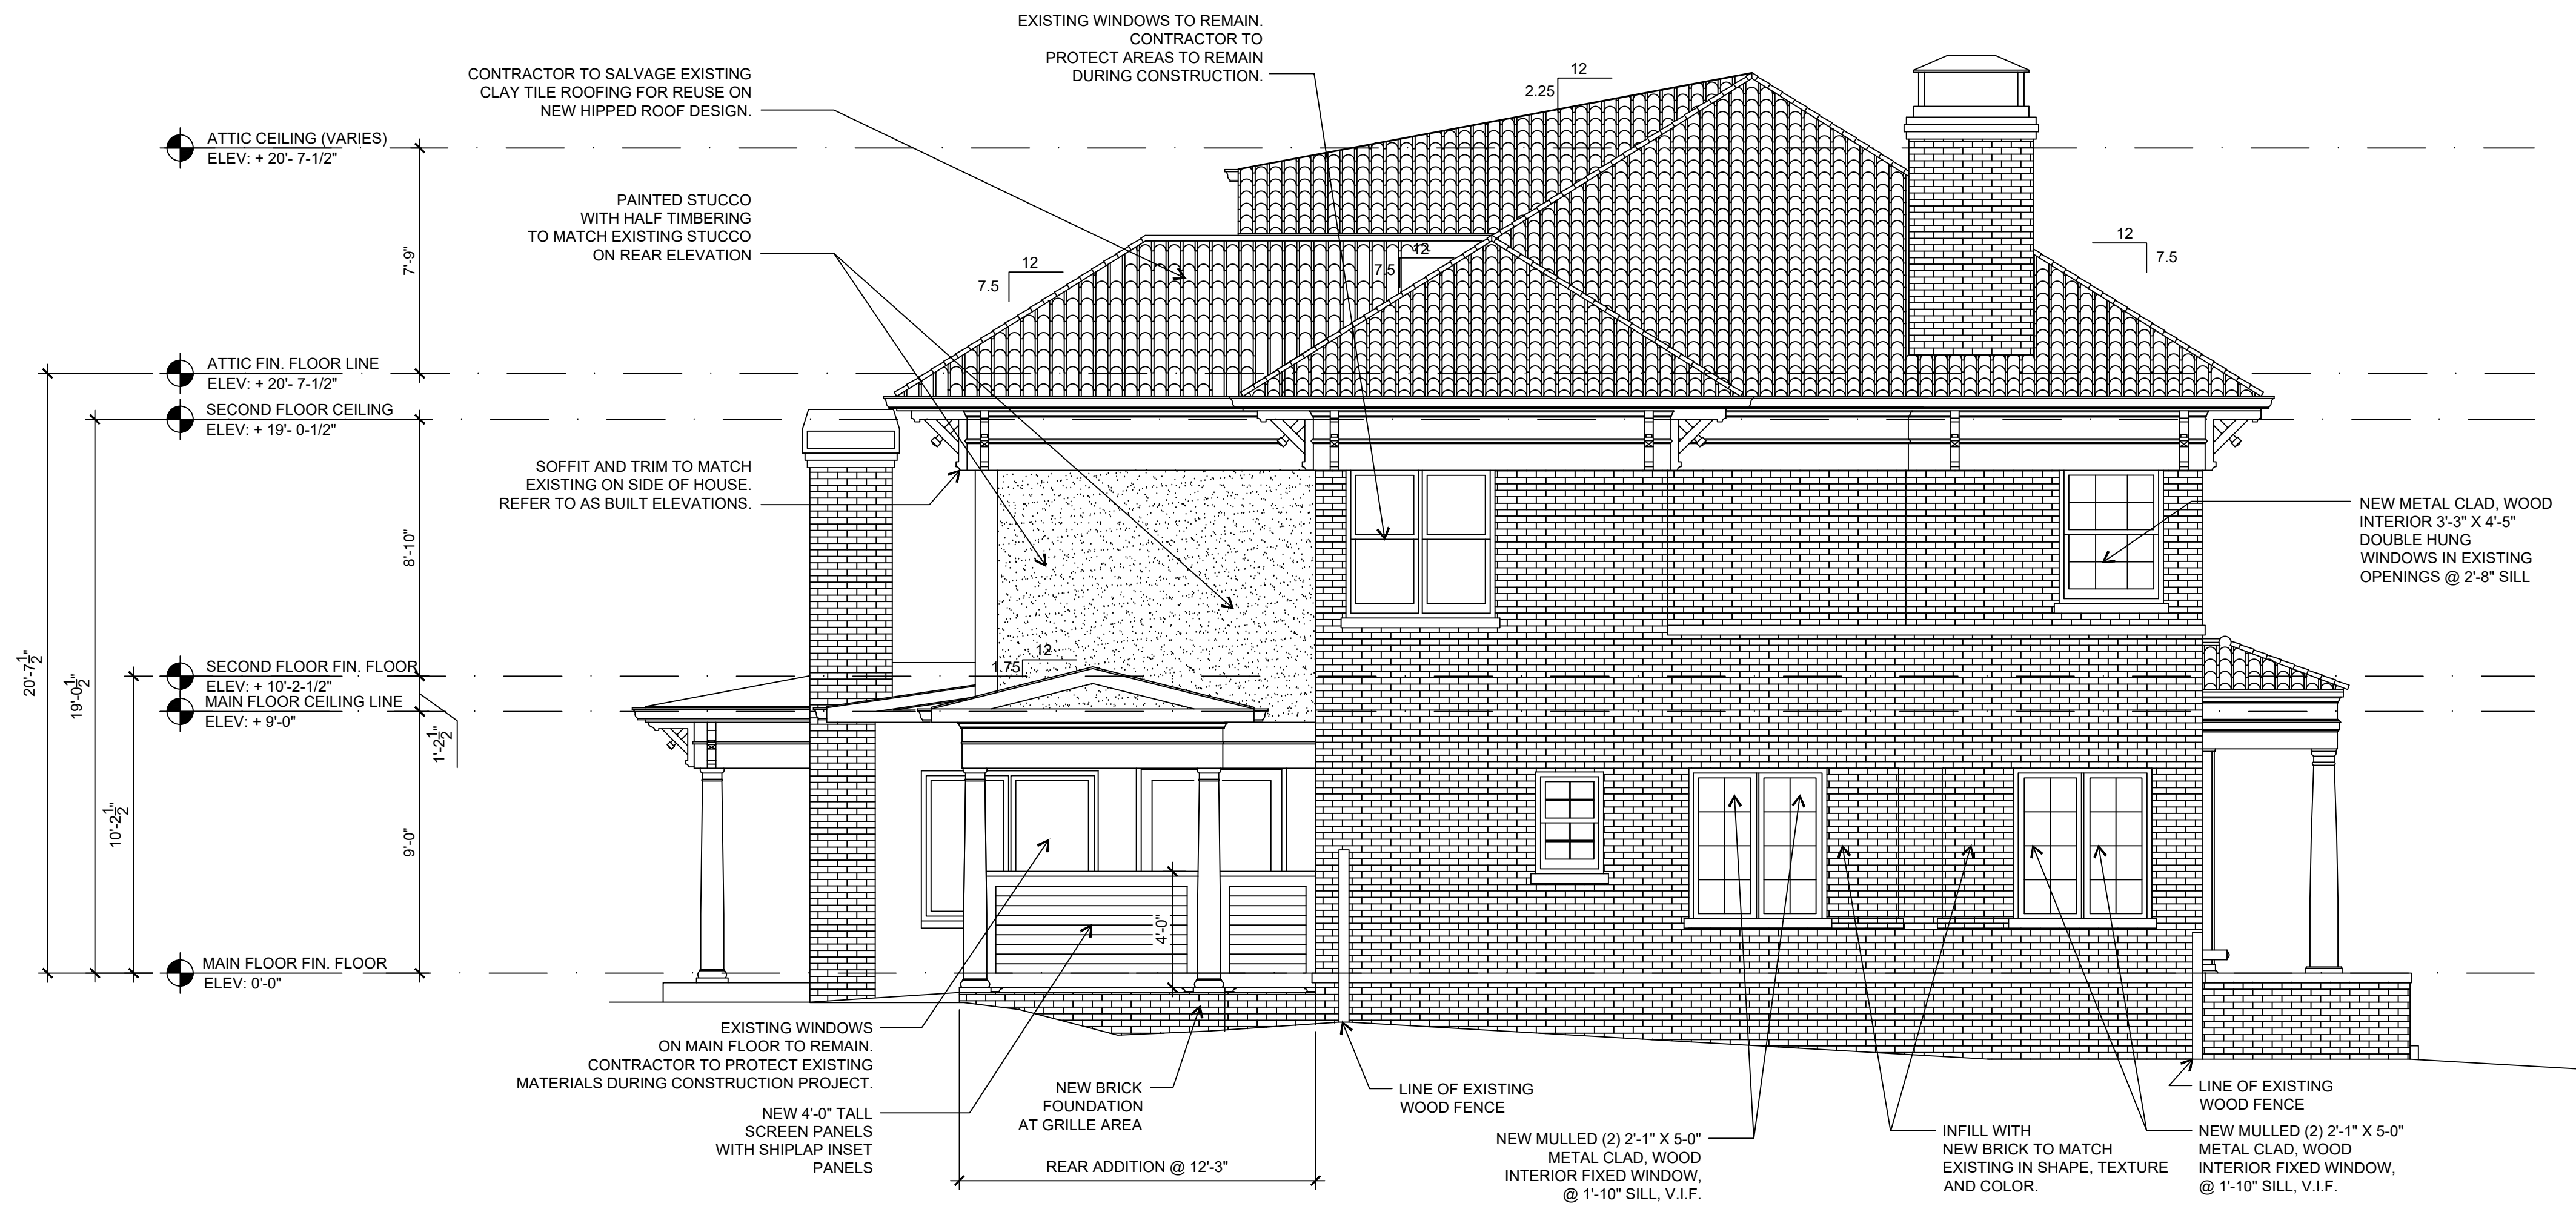 EXISTING WINDOWS TO REMAIN.
CONTRACTOR TO
PROTECT AREAS TO REMAIN
DURING CONSTRUCTION.
CONTRACTOR TO SALVAGE EXISTING
CLAY TILE ROOFING FOR REUSE ON
NEW HIPPED ROOF DESIGN.
12
2.25
ATTIC CEILING (VARIES)
ELEV: + 20'- 7-1/2"
PAINTED STUCCO
WITH HALF TIMBERING
TO MATCH EXISTING STUCCO
ON REAR ELEVATION
7'-9"
12
7.5
12
7.5
12
7.5
ATTIC FIN. FLOOR LINE
ELEV: + 20'- 7-1/2"
SECOND FLOOR CEILING
ELEV: + 19'- 0-1/2"
SOFFIT AND TRIM TO MATCH
EXISTING ON SIDE OF HOUSE.
REFER TO AS BUILT ELEVATIONS.
NEW METAL CLAD, WOOD
INTERIOR 3'-3" X 4'-5"
DOUBLE HUNG
WINDOWS IN EXISTING
OPENINGS @ 2'-8" SILL
8'-10"
20'-7 1/2"
19'-0 1/2"
10'-2 1/2"
12
1.75
SECOND FLOOR FIN. FLOOR
ELEV: + 10'-2-1/2"
MAIN FLOOR CEILING LINE
ELEV: + 9'-0"
1'-2 1/2"
9'-0"
4'-0"
MAIN FLOOR FIN. FLOOR
ELEV: 0'-0"
EXISTING WINDOWS
ON MAIN FLOOR TO REMAIN.
CONTRACTOR TO PROTECT EXISTING
MATERIALS DURING CONSTRUCTION PROJECT.
NEW 4'-0" TALL
SCREEN PANELS
WITH SHIPLAP INSET
PANELS
NEW BRICK
FOUNDATION
AT GRILLE AREA
REAR ADDITION @ 12'-3"
LINE OF EXISTING
WOOD FENCE
NEW MULLED (2) 2'-1" X 5-0"
METAL CLAD, WOOD
INTERIOR FIXED WINDOW,
@ 1'-10" SILL, V.I.F.
INFILL WITH
NEW BRICK TO MATCH
EXISTING IN SHAPE, TEXTURE
AND COLOR.
LINE OF EXISTING
WOOD FENCE
NEW MULLED (2) 2'-1" X 5-0"
METAL CLAD, WOOD
INTERIOR FIXED WINDOW,
@ 1'-10" SILL, V.I.F.